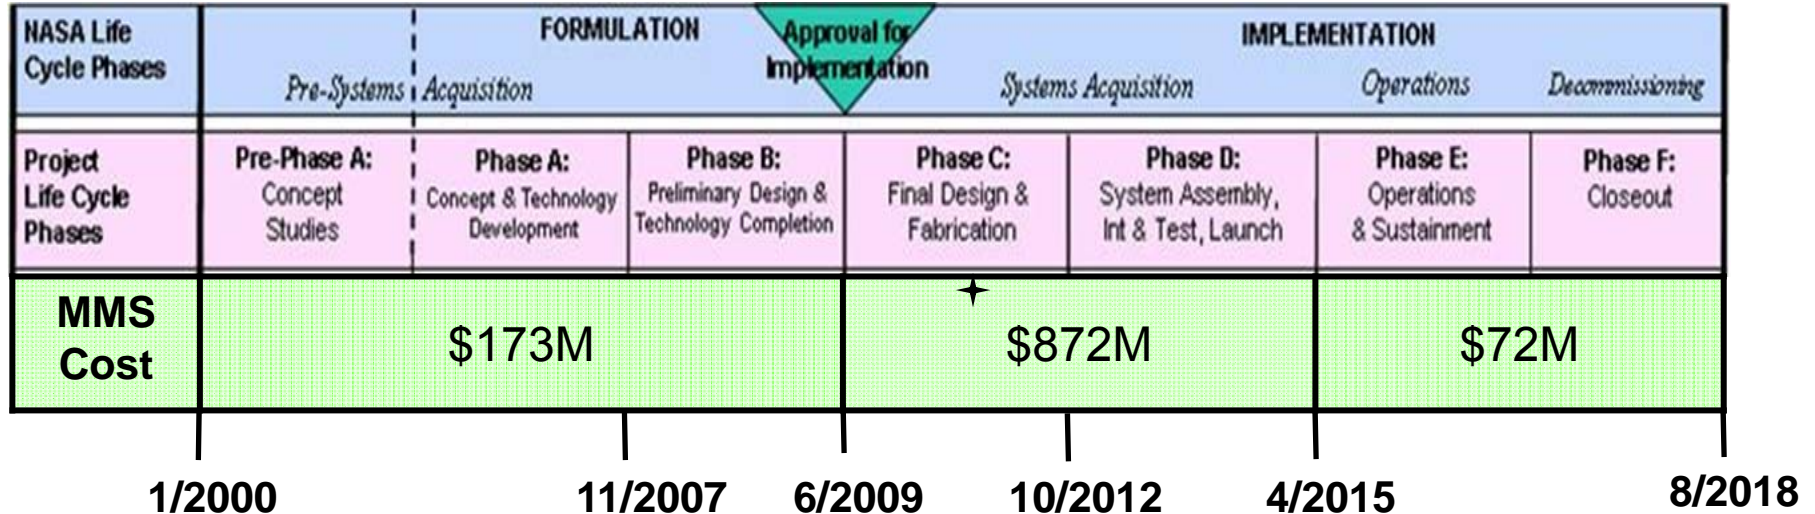 NASA Life
Cycle Phases
FORMULATION
Approval for
Implementation
IMPLEMENTATION
Pre-Systems Acquisition
Systems Acquisition
Operations
Decommissioning
Project
Life Cycle
Phases
Pre-Phase A:
Concept
Studies
Phase A:
Concept & Technology
Development
Phase B:
Preliminary Design &
Technology Completion
Phase C:
Final Design &
Fabrication
Phase D:
System Assembly,
Int & Test, Launch
Phase E:
Operations
& Sustainment
Phase F:
Closeout
MMS
Cost
$173M
$872M
$72M
1/2000
11/2007
6/2009
10/2012
4/2015
8/2018